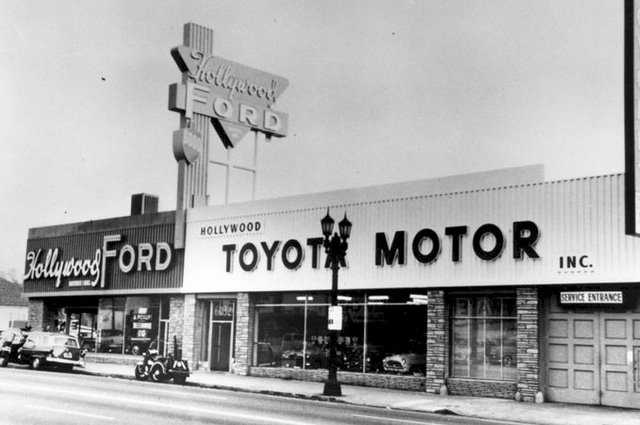 Hollywood
FORD
Hollywood FORD
HOLLYWOOD
TOYOTA MOTOR
INC.
SERVICE ENTRANCE